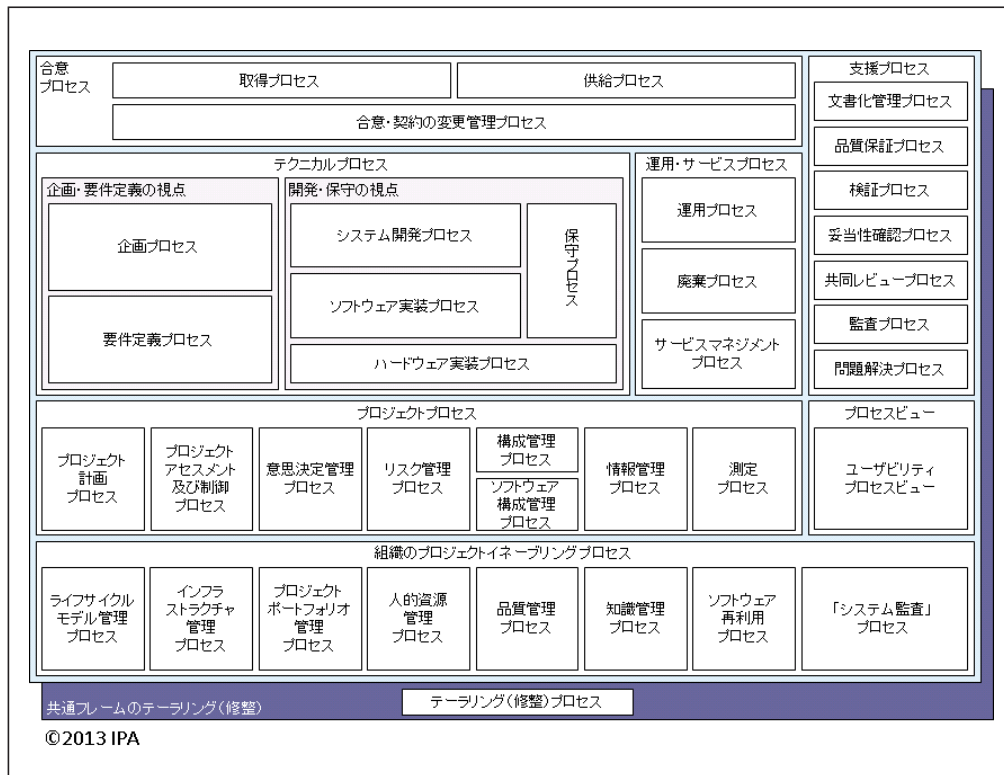 合意
プロセス
取得プロセス
供給プロセス
合意・契約の変更管理プロセス
テクニカルプロセス
企画・要件定義の視点
企画プロセス
要件定義プロセス
開発・保守の視点
システム開発プロセス
ソフトウェア実装プロセス
保守プロセス
ハードウェア実装プロセス
運用・サービスプロセス
運用プロセス
廃棄プロセス
サービスマネジメント
プロセス
支援プロセス
文書化管理プロセス
品質保証プロセス
検証プロセス
妥当性確認プロセス
共同レビュープロセス
監査プロセス
問題解決プロセス
プロジェクトプロセス
プロジェクト
計画
プロセス
プロジェクト
アセスメント
及び制御
プロセス
意思決定管理
プロセス
リスク管理
プロセス
構成管理
プロセス
ソフトウェア
構成管理
プロセス
情報管理
プロセス
測定
プロセス
プロセスビュー
ユーザビリティ
プロセスビュー
組織のプロジェクトイネーブリングプロセス
ライフサイクル
モデル管理
プロセス
インフラ
ストラクチャ
管理
プロセス
プロジェクト
ポートフォリオ
管理
プロセス
人的資源
管理
プロセス
品質管理
プロセス
知識管理
プロセス
ソフトウェア
再利用
プロセス
「システム監査」
プロセス
共通フレームのテーラリング(修整)
テーラリング(修整)プロセス
©2013 IPA